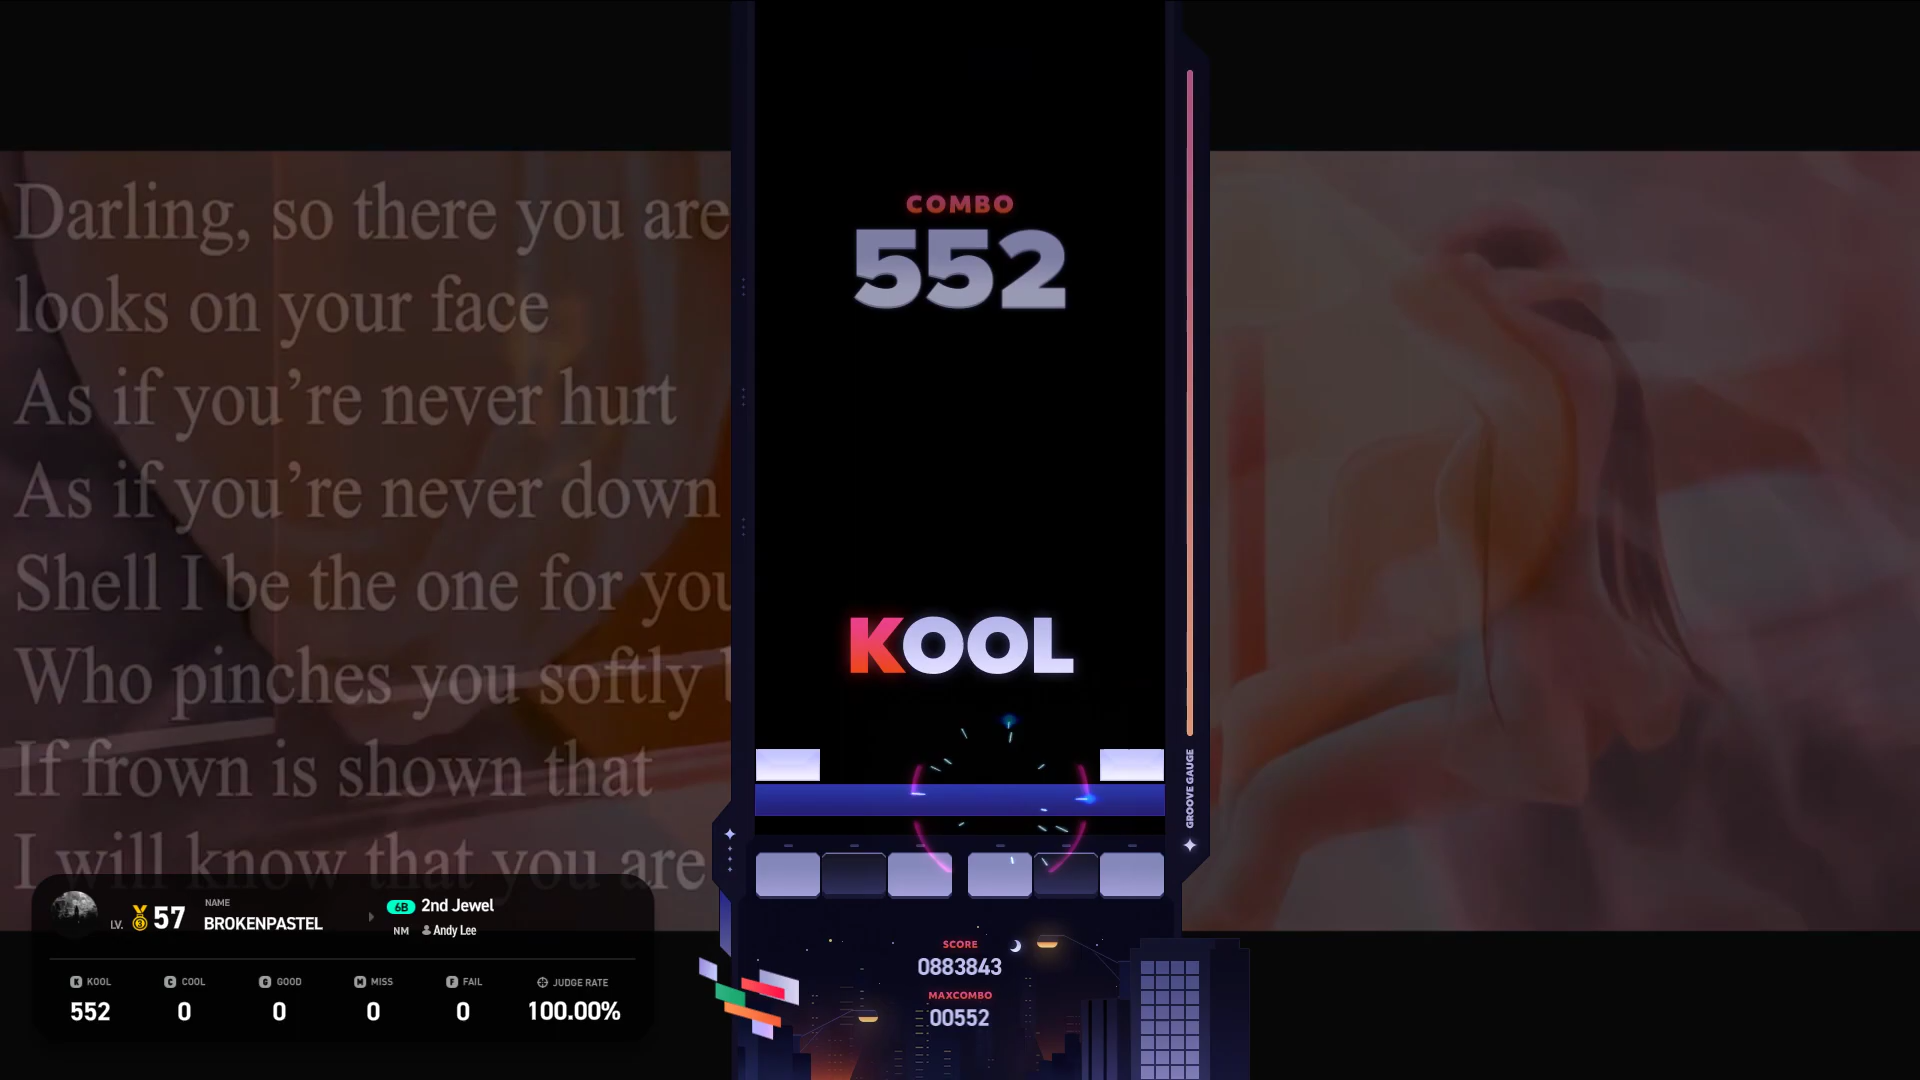 Darling, so there you are
looks on your face
As if you're never hurt
As if you're never down
Shell I be the one for you
Who pinches you softly
If frown is shown that
I will know that you are
COMBO
552
KOOL
GROOVE GAUGE
LV. 3 57
NAME
BROKENPASTEL
6B 2nd Jewel
NM Andy Lee
K KOOL C COOL G GOOD M MISS F FAIL JUDGE RATE
552 0 0 0 0 100.00%
SCORE
0883843
MAXCOMBO
00552